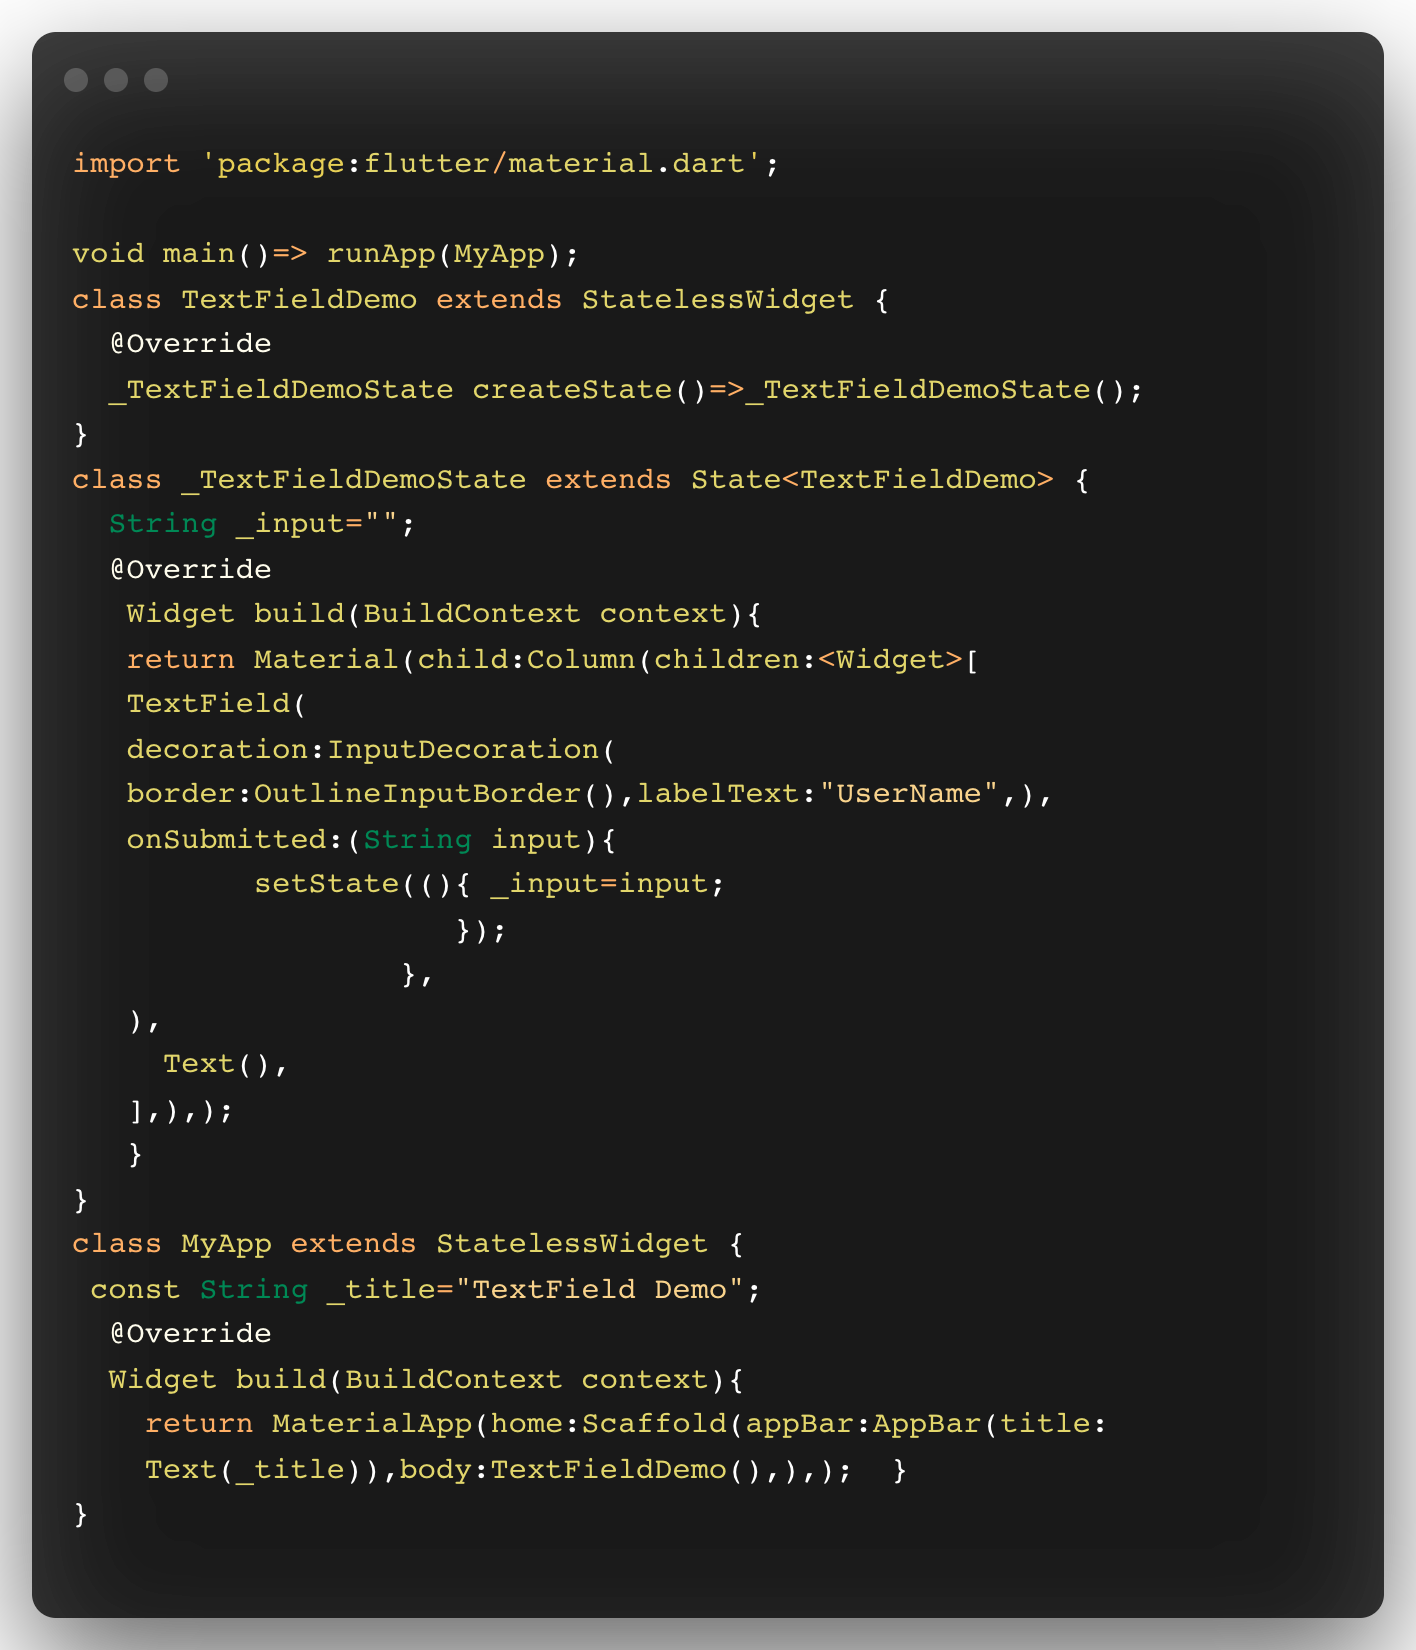 import 'package:flutter/material.dart';

void main()=> runApp(MyApp);
class TextFieldDemo extends StatelessWidget {
  @Override
  _TextFieldDemoState createState()=>_TextFieldDemoState();
}
class _TextFieldDemoState extends State<TextFieldDemo> {
  String _input="";
  @Override
   Widget build(BuildContext context){
   return Material(child:Column(children:<Widget>[
   TextField(
   decoration:InputDecoration(
   border:OutlineInputBorder(),labelText:"UserName",),
   onSubmitted:(String input){
          setState((){ _input=input;
                     });
                  },
   ),
     Text(),
   ],),);
   }
}
class MyApp extends StatelessWidget {
 const String _title="TextField Demo";
  @Override
  Widget build(BuildContext context){
    return MaterialApp(home:Scaffold(appBar:AppBar(title:
    Text(_title)),body:TextFieldDemo(),),);  }
}